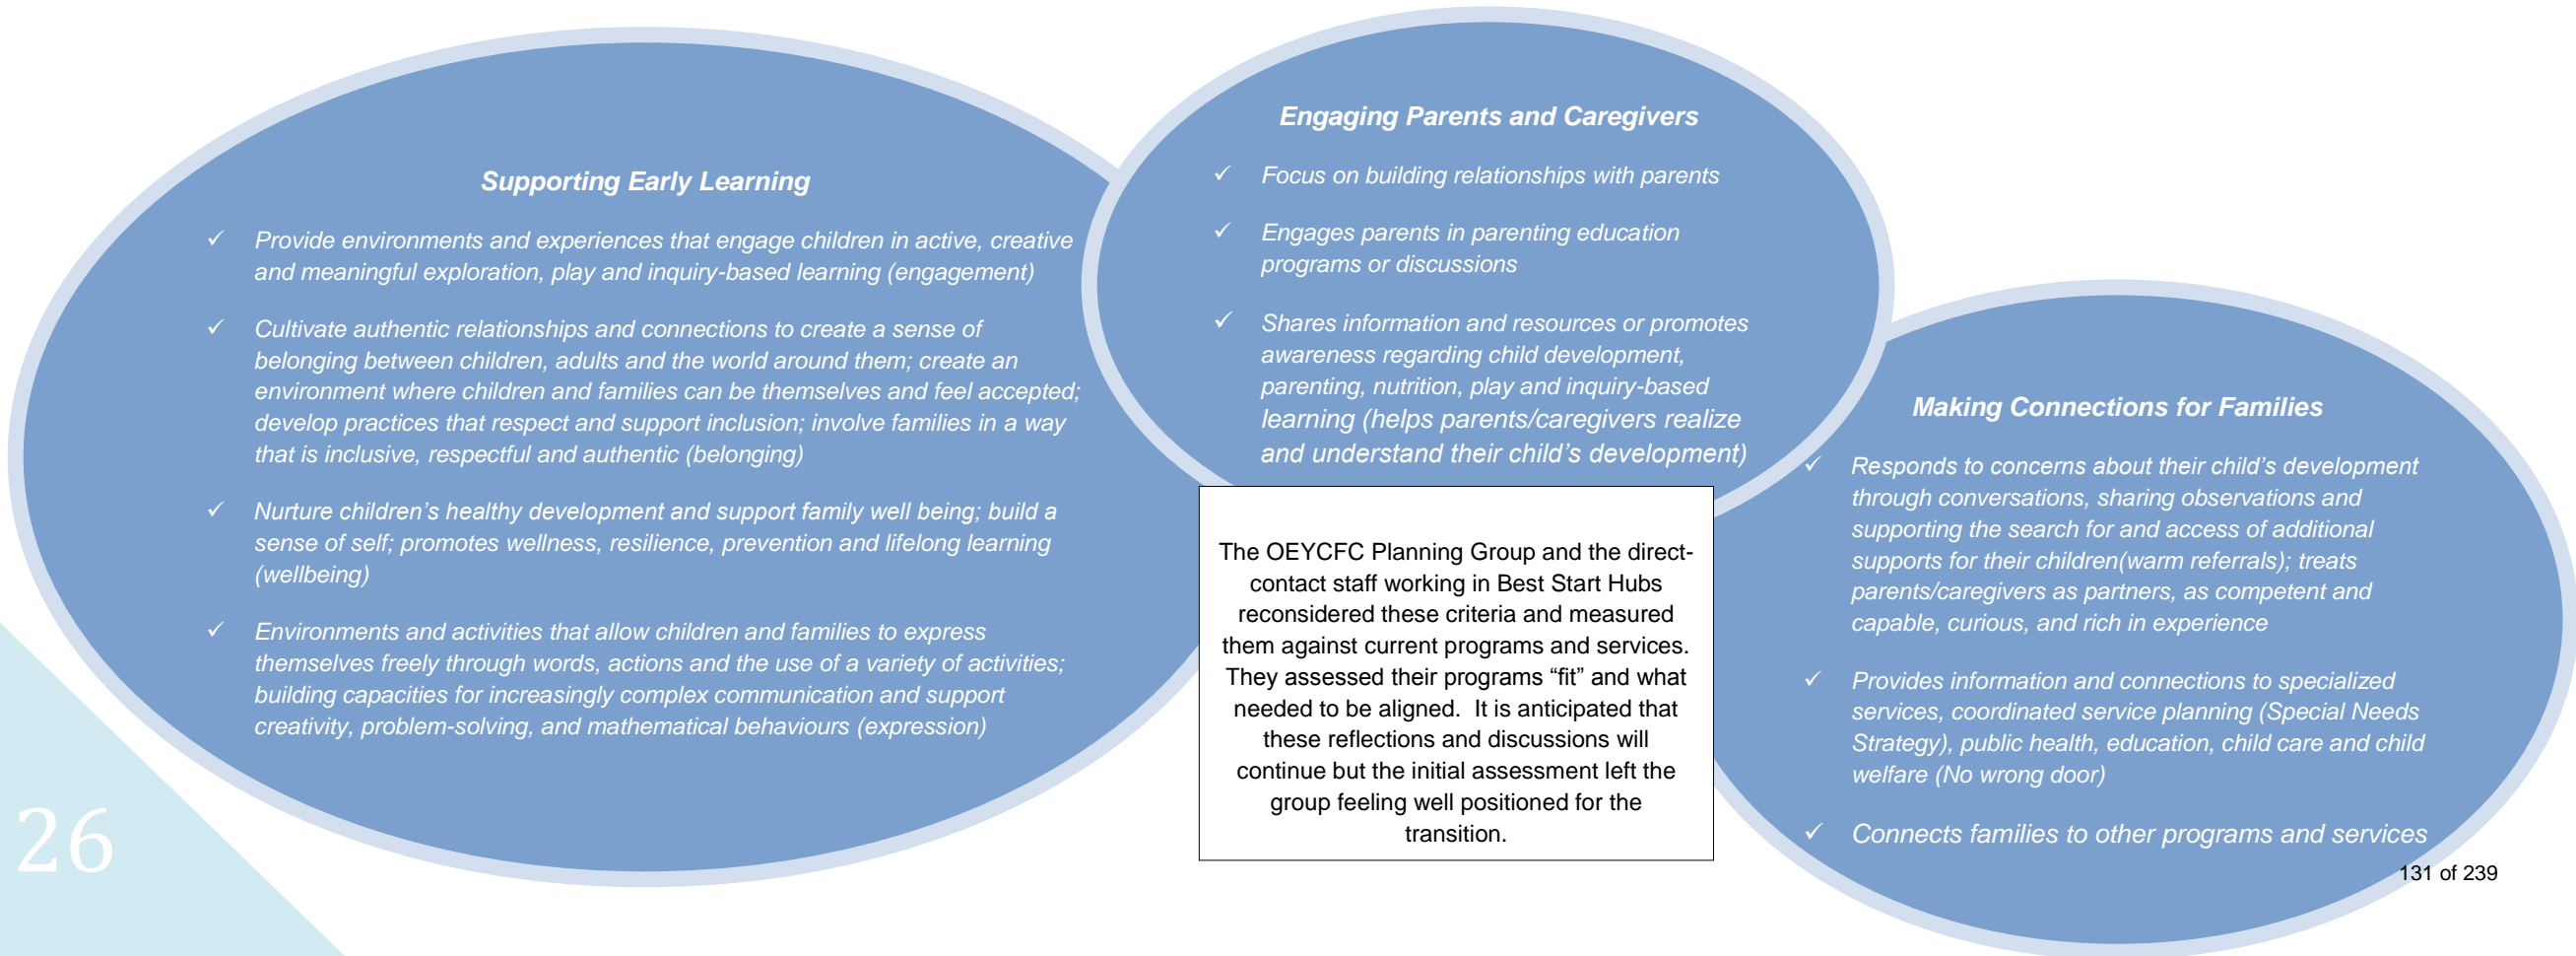 Supporting Early Learning
✓ Provide environments and experiences that engage children in active, creative
and meaningful exploration, play and inquiry-based learning (engagement)
✓ Cultivate authentic relationships and connections to create a sense of
belonging between children, adults and the world around them; create an
environment where children and families can be themselves and feel accepted;
develop practices that respect and support inclusion; involve families in a way
that is inclusive, respectful and authentic (belonging)
✓ Nurture children’s healthy development and support family well being; build a
sense of self; promotes wellness, resilience, prevention and lifelong learning
(wellbeing)
✓ Environments and activities that allow children and families to express
themselves freely through words, actions and the use of a variety of activities;
building capacities for increasingly complex communication and support
creativity, problem-solving, and mathematical behaviours (expression)
Engaging Parents and Caregivers
✓ Focus on building relationships with parents
✓ Engages parents in parenting education
programs or discussions
✓ Shares information and resources or promotes
awareness regarding child development,
parenting, nutrition, play and inquiry-based
learning (helps parents/caregivers realize
and understand their child’s development)
The OEYCFC Planning Group and the direct-
contact staff working in Best Start Hubs
reconsidered these criteria and measured
them against current programs and services.
They assessed their programs “fit” and what
needed to be aligned.  It is anticipated that
these reflections and discussions will
continue but the initial assessment left the
group feeling well positioned for the
transition.
Making Connections for Families
✓ Responds to concerns about their child’s development
through conversations, sharing observations and
supporting the search for and access of additional
supports for their children(warm referrals); treats
parents/caregivers as partners, as competent and
capable, curious, and rich in experience
✓ Provides information and connections to specialized
services, coordinated service planning (Special Needs
Strategy), public health, education, child care and child
welfare (No wrong door)
✓ Connects families to other programs and services
26
131 of 239